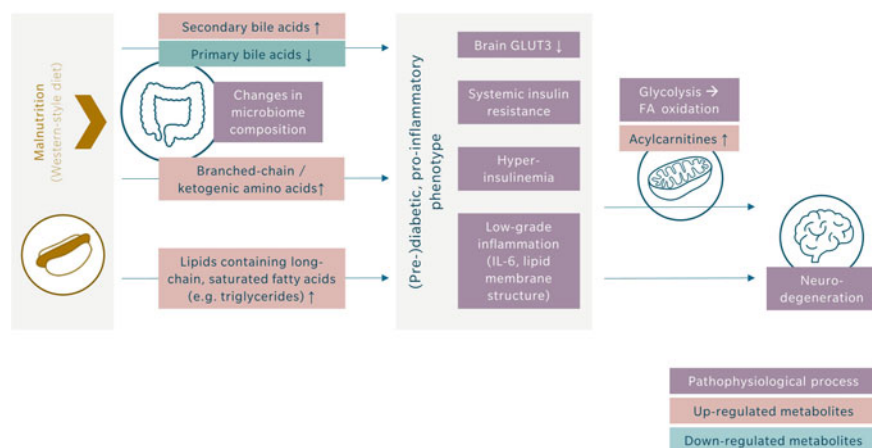 Malnutrition
(Western-style diet)
Secondary bile acids ↑
Primary bile acids ↓
Changes in
microbiome
composition
Branched-chain /
ketogenic amino acids↑
Lipids containing long-
chain, saturated fatty acids
(e.g. triglycerides) ↑
(Pre-)diabetic, pro-inflammatory
phenotype
Brain GLUT3 ↓
Systemic insulin
resistance
Hyper-
insulinemia
Low-grade
inflammation
(IL-6, lipid
membrane
structure)
Glycolysis →
FA oxidation
Acylcarnitines ↑
Neuro-
degeneration
Pathophysiological process
Up-regulated metabolites
Down-regulated metabolites